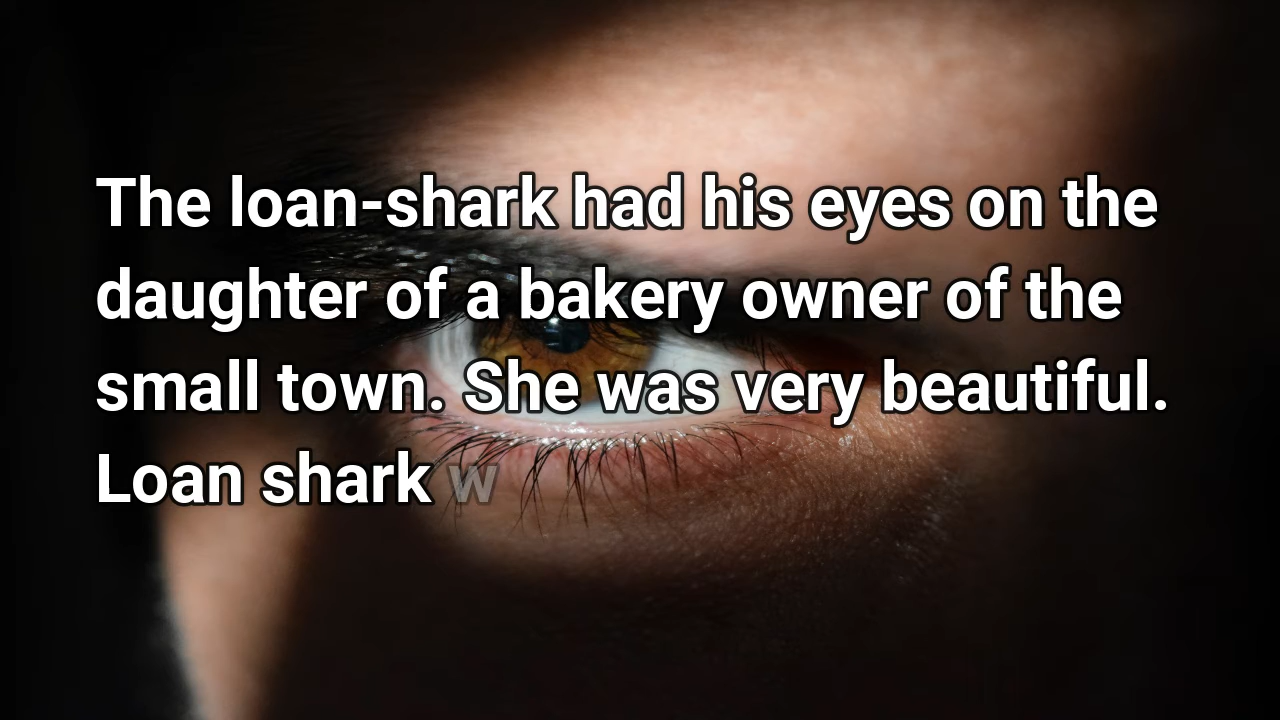 The loan-shark had his eyes on the
daughter of a bakery owner of the
small town. She was very beautiful.
Loan shark w